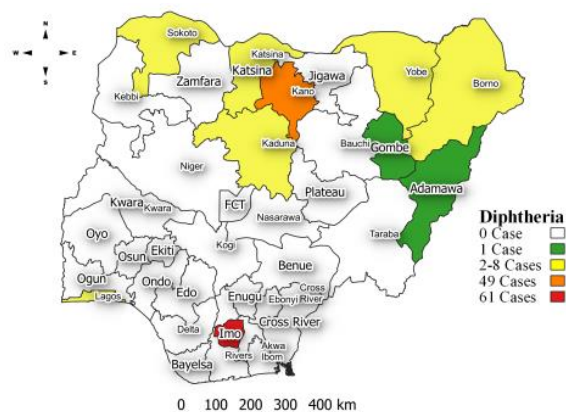 N
W E
S
Sokoto
Katsina
Katsina
Zamfara
Jigawa
Kano
Kebbi
Yobe
Borno
Kaduna
Bauchi
Gombe
Niger
Adamawa
FCT
Plateau
Kwara
Kwara
Nasarawa
Oyo
Kogi
Taraba
Osun
Ekiti
Benue
Ogun
Ondo
Edo
Lagos
Enugu
Ebonyi
Cross
River
Delta
Imo
Cross River
Rivers
Akwa
Ibom
Bayelsa
Diphtheria
0 Case
1 Case
2-8 Cases
49 Cases
61 Cases
0 100 200 300 400 km